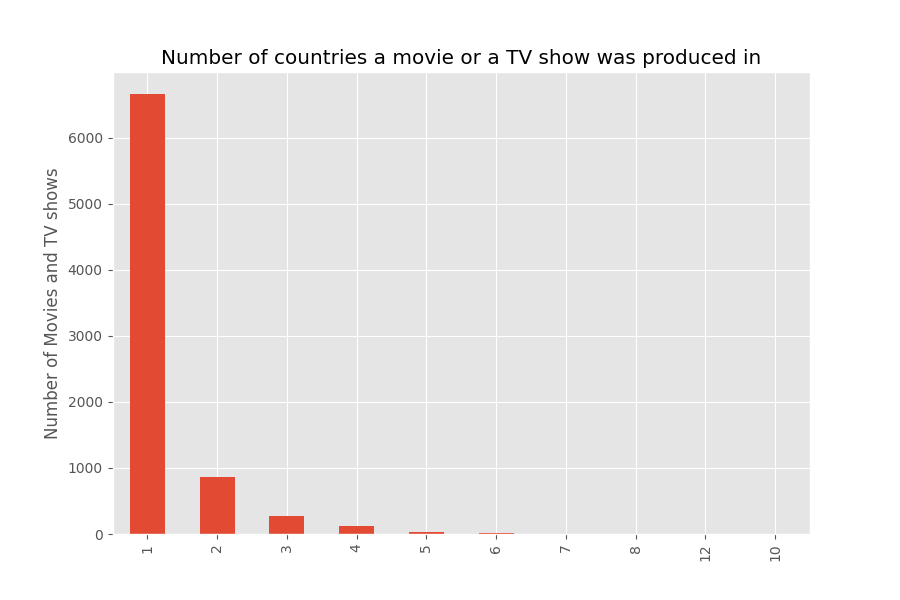 Number of countries a movie or a TV show was produced in
Number of Movies and TV shows
6000
5000
4000
3000
2000
1000
0
1 2 3 4 5 6 7 8 12 10